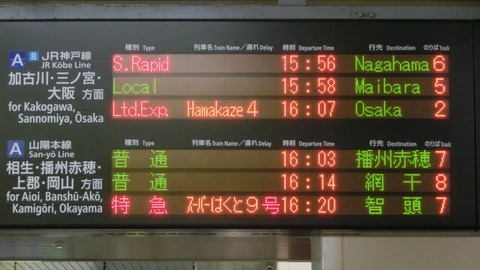 種別 Type 列車名 Train Name／遅れ Delay 時刻 Departure Time 行先 Destination のりば Track
A B JR神戸線
JR Kōbe Line
加古川・三ノ宮・
大阪 方面
for Kakogawa,
Sannomiya, Ōsaka
S.Rapid 15:56 Nagahama 6
Local 15:58 Maibara 5
Ltd.Exp. Hamakaze 4 16:07 Osaka 2
種別 Type 列車名 Train Name／遅れ Delay 時刻 Departure Time 行先 Destination のりば Track
A 山陽本線
San-yō Line
相生・播州赤穂・
上郡・岡山 方面
for Aioi, Banshū-Akō,
Kamigōri, Okayama
普通 16:03 播州赤穂 7
普通 16:14 網干 8
特急 ｽｰﾊﾟｰはくと9号 16:20 智頭 7